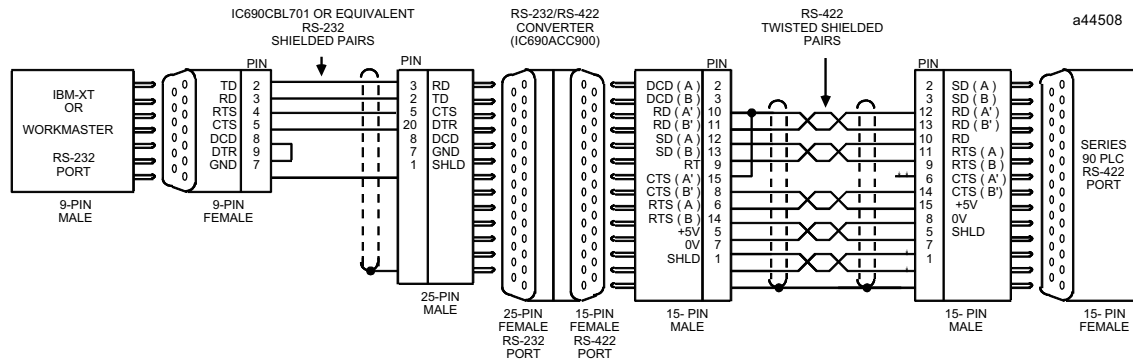 IC690CBL701 OR EQUIVALENT
RS-232
SHIELDED PAIRS
RS-232/RS-422
CONVERTER
(IC690ACC900)
RS-422
TWISTED SHIELDED
PAIRS
a44508
IBM-XT
OR
WORKMASTER
RS-232
PORT
9-PIN
MALE
PIN
TD 2
RD 3
RTS 4
CTS 5
DCD 8
DTR 9
GND 7
9-PIN
FEMALE
PIN
3 RD
2 TD
5 CTS
20 DTR
8 DCD
7 GND
1 SHLD
25-PIN
MALE
25-PIN
FEMALE
RS-232
PORT
15-PIN
FEMALE
RS-422
PORT
PIN
DCD ( A ) 2
DCD ( B ) 3
RD ( A' ) 10
RD ( B' ) 11
SD ( A ) 12
SD ( B ) 13
RT 9
CTS ( A' ) 15
CTS ( B' ) 8
RTS ( A ) 6
RTS ( B ) 14
+5V 5
0V 7
SHLD 1
15- PIN
MALE
PIN
2 SD ( A )
3 SD ( B )
12 RD ( A' )
13 RD ( B' )
10 RD
11 RTS ( A )
9 RTS ( B )
6 CTS ( A' )
14 CTS ( B' )
15 +5V
8 0V
5 SHLD
7
1
15- PIN
MALE
SERIES
90 PLC
RS-422
PORT
15- PIN
FEMALE